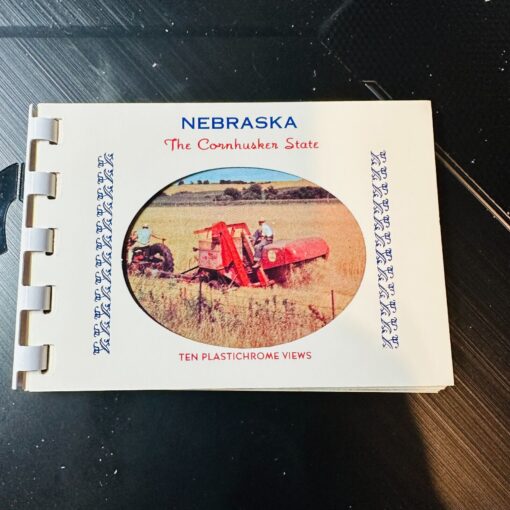 NEBRASKA
The Cornhusker State
TEN PLASTICHROME VIEWS